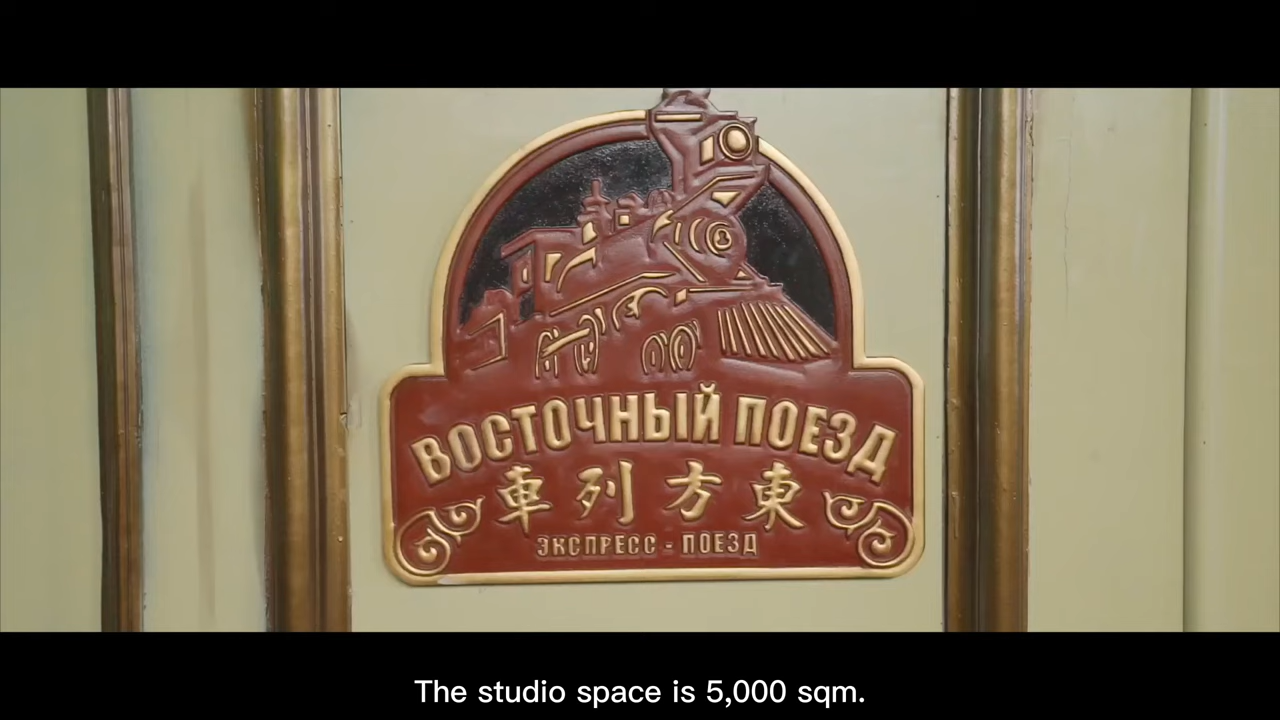 ВОСТОЧНЫЙ ПОЕЗД
車列方東
ЭКСПРЕСС - ПОЕЗД
The studio space is 5,000 sqm.